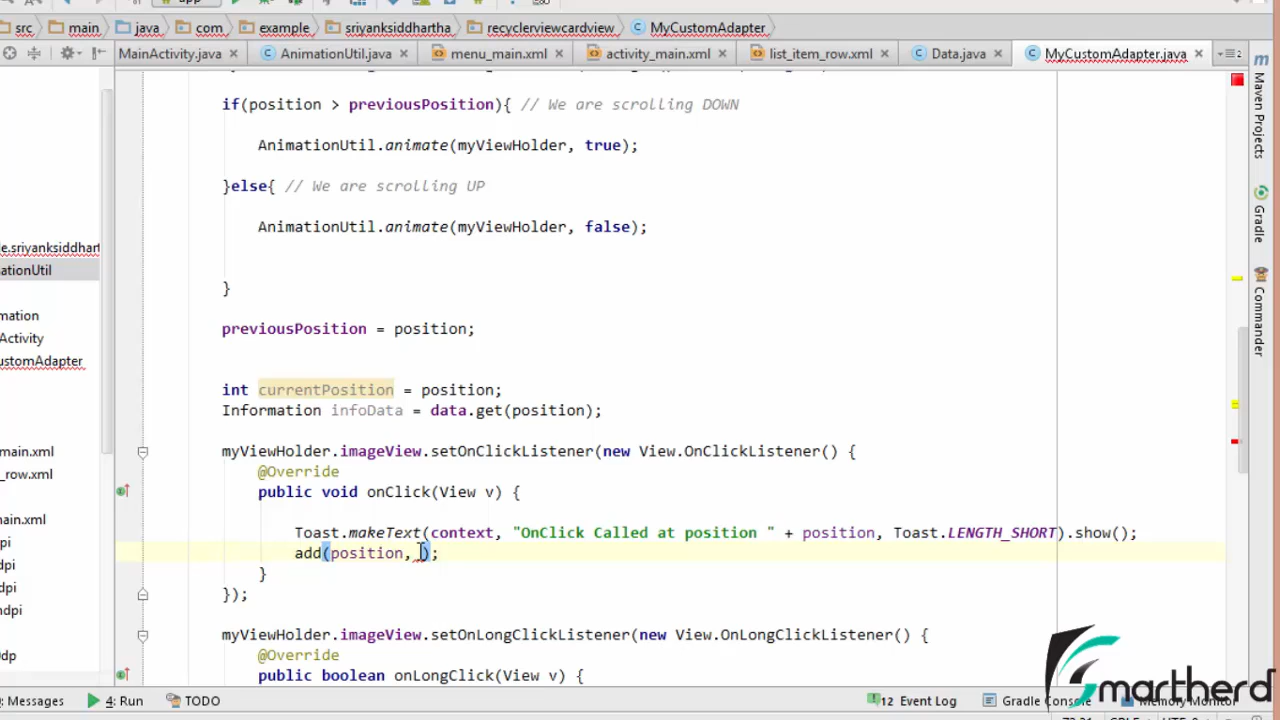 app
src main java com example sriyanksiddhartha recyclerviewcardview MyCustomAdapter
MainActivity.java AnimationUtil.java menu_main.xml activity_main.xml list_item_row.xml Data.java MyCustomAdapter.java
if(position > previousPosition){ // We are scrolling DOWN
AnimationUtil.animate(myViewHolder, true);
}else{ // We are scrolling UP
AnimationUtil.animate(myViewHolder, false);
}
previousPosition = position;
int currentPosition = position;
Information infoData = data.get(position);
myViewHolder.imageView.setOnClickListener(new View.OnClickListener() {
@Override
public void onClick(View v) {
Toast.makeText(context, "OnClick Called at position " + position, Toast.LENGTH_SHORT).show();
add(position, );
}
});
myViewHolder.imageView.setOnLongClickListener(new View.OnLongClickListener() {
@Override
public boolean onLongClick(View v) {
e.sriyanksiddhart
ationUtil
mation
Activity
ustomAdapter
main.xml
_row.xml
nain.xml
pi
dpi
dpi
ndpi
dp
Maven Projects
Gradle
Commander
Messages 4: Run TODO 12 Event Log Gradle Console Memory Monitor
Smartherd